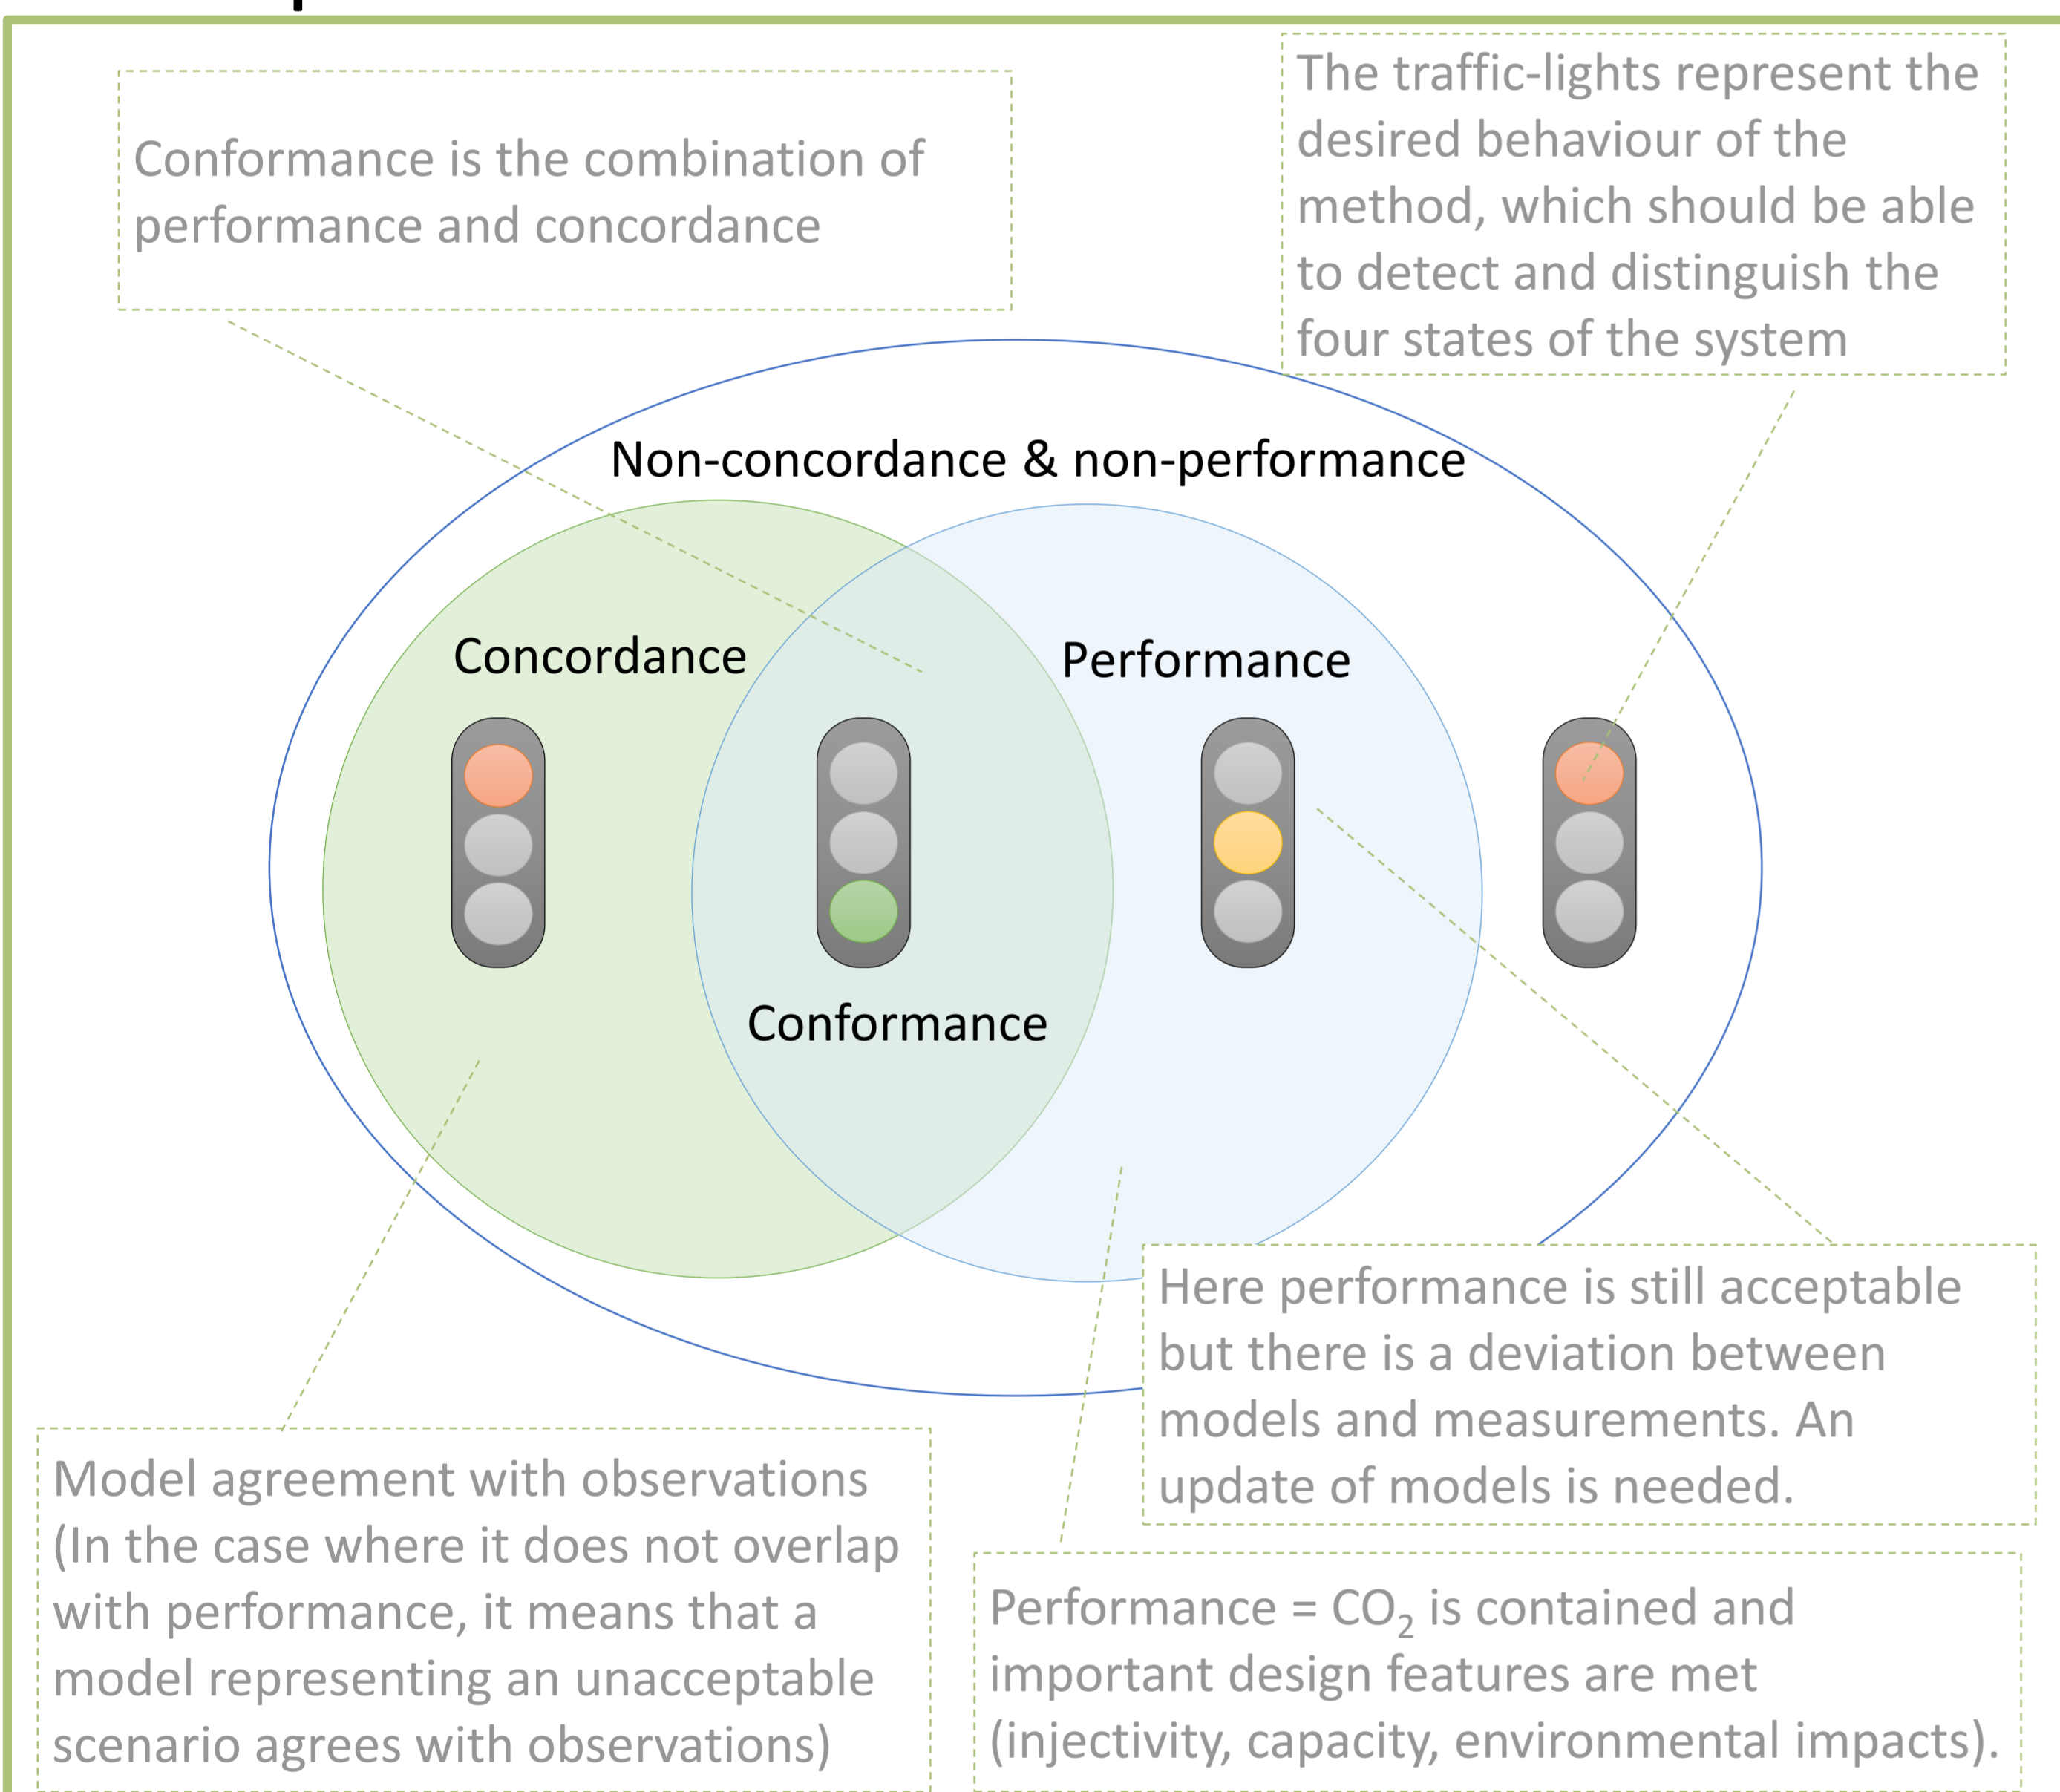 Conformance is the combination of
performance and concordance
The traffic-lights represent the
desired behaviour of the
method, which should be able
to detect and distinguish the
four states of the system
Non-concordance & non-performance
Concordance
Performance
Conformance
Here performance is still acceptable
but there is a deviation between
models and measurements. An
update of models is needed.
Model agreement with observations
(In the case where it does not overlap
with performance, it means that a
model representing an unacceptable
scenario agrees with observations)
Performance = CO₂ is contained and
important design features are met
(injectivity, capacity, environmental impacts).